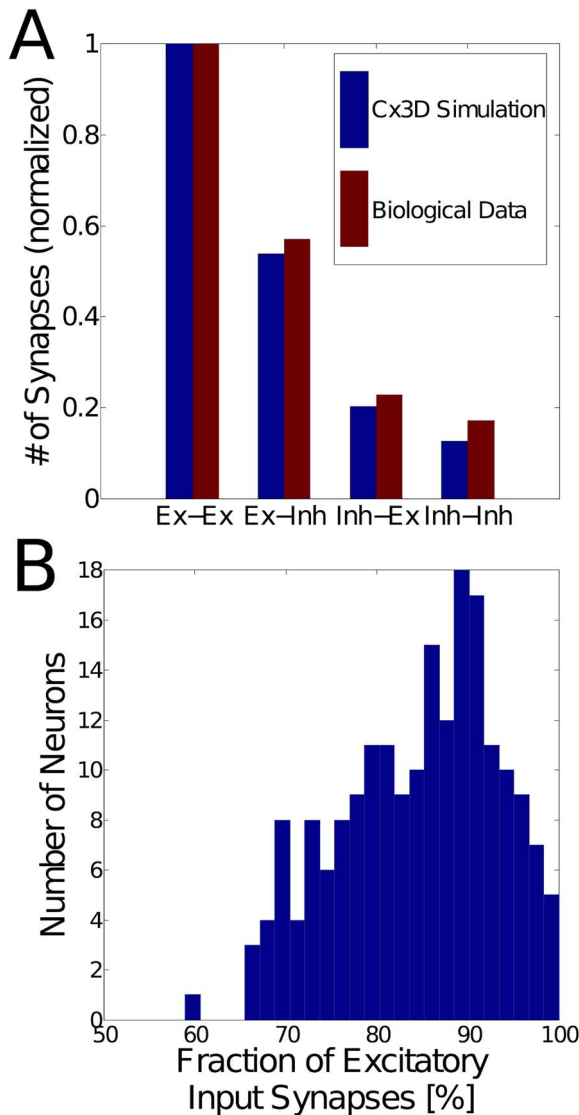 A
# of Synapses (normalized)
1
0.8
0.6
0.4
0.2
0
Cx3D Simulation
Biological Data
Ex–Ex Ex–Inh Inh–Ex Inh–Inh
B
Number of Neurons
18
16
14
12
10
8
6
4
2
0
50 60 70 80 90 100
Fraction of Excitatory
Input Synapses [%]